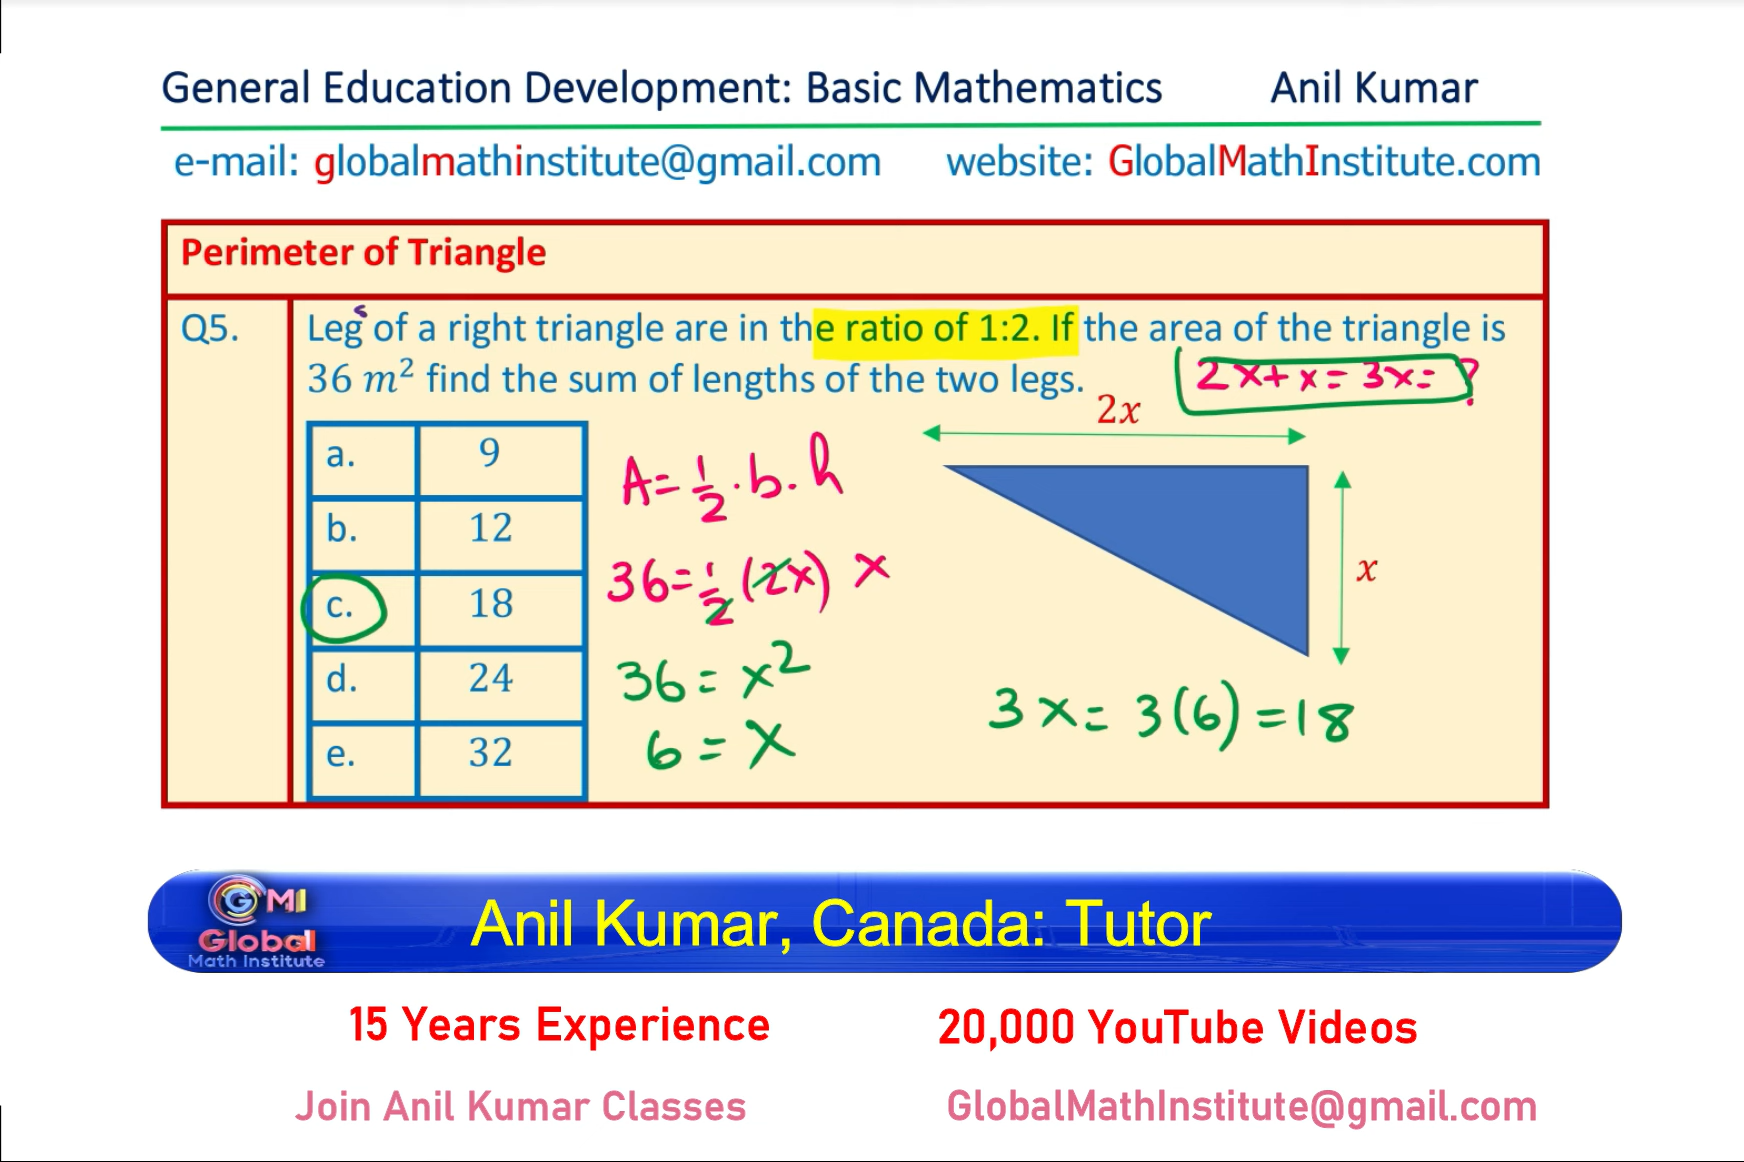 General Education Development: Basic Mathematics Anil Kumar
e-mail: globalmathinstitute@gmail.com website: GlobalMathInstitute.com
Perimeter of Triangle
Q5. Legs of a right triangle are in the ratio of 1:2. If the area of the triangle is
36 m² find the sum of lengths of the two legs.
2x+x=3x=?
2x
x
a. 9
b. 12
c. 18
d. 24
e. 32
A=1/2·b·h
36=1/2(2x) x
36=x²
6=x
3x=3(6)=18
G MI
Global
Math Institute
Anil Kumar, Canada: Tutor
15 Years Experience 20,000 YouTube Videos
Join Anil Kumar Classes GlobalMathInstitute@gmail.com